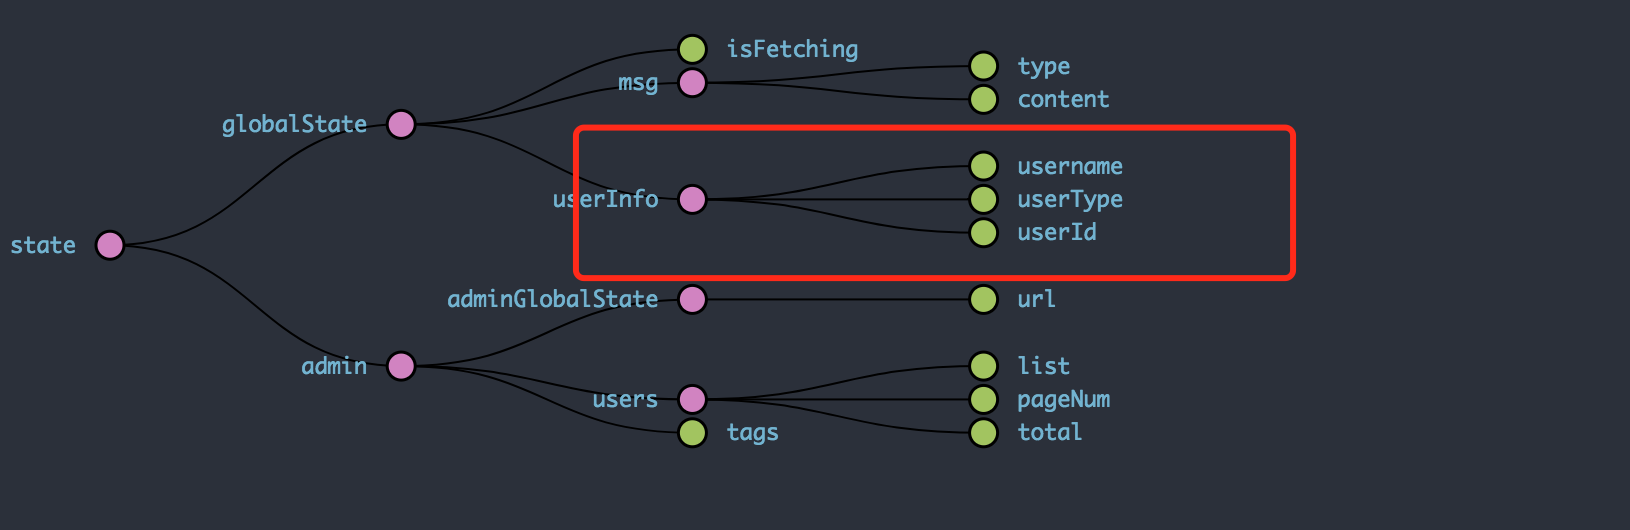 isFetching
type
msg
content
globalState
username
userInfo
userType
userId
state
adminGlobalState
url
admin
list
users
pageNum
tags
total